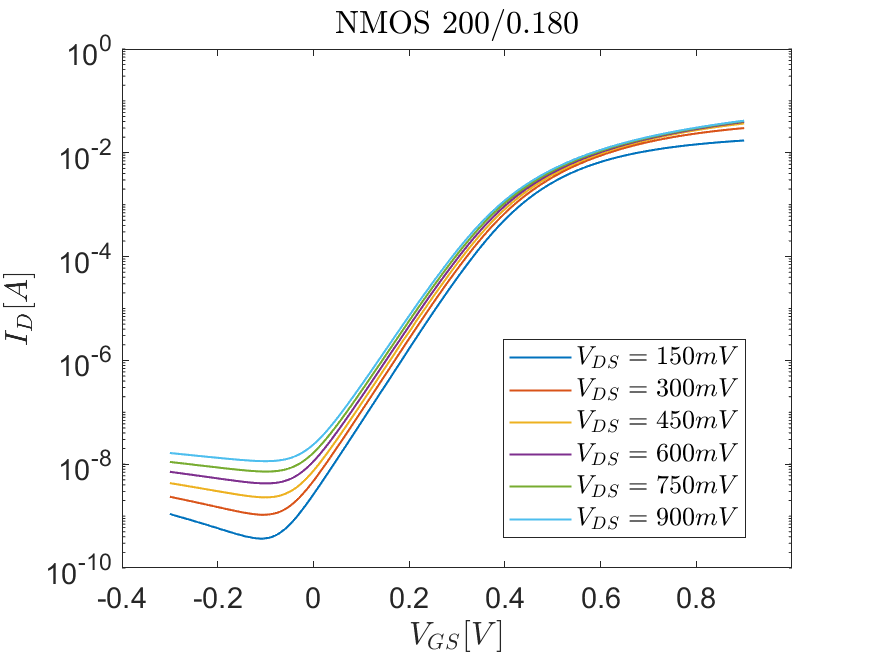 NMOS 200/0.180
10^0
10^-2
10^-4
10^-6
10^-8
10^-10
I_D[A]
V_DS = 150mV
V_DS = 300mV
V_DS = 450mV
V_DS = 600mV
V_DS = 750mV
V_DS = 900mV
-0.4 -0.2 0 0.2 0.4 0.6 0.8
V_GS[V]